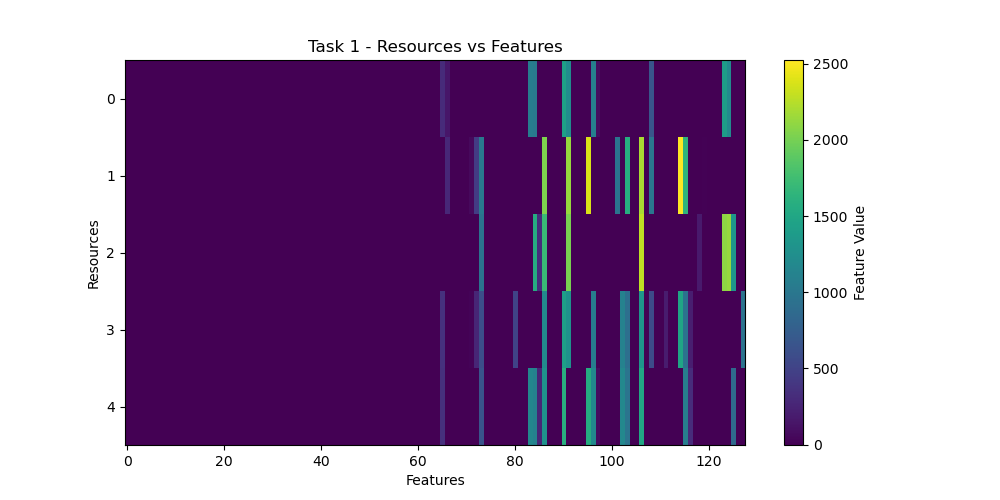 Task 1 - Resources vs Features
Resources
0
1
2
3
4
0 20 40 60 80 100 120
Features
2500
2000
1500
1000
500
0
Feature Value